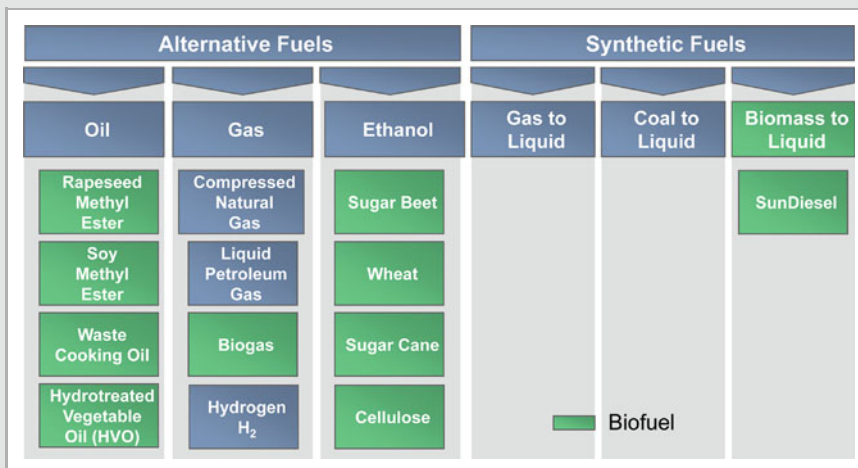 Alternative Fuels
Synthetic Fuels
Oil
Gas
Ethanol
Gas to
Liquid
Coal to
Liquid
Biomass to
Liquid
Rapeseed
Methyl
Ester
Compressed
Natural
Gas
Sugar Beet
SunDiesel
Soy
Methyl
Ester
Liquid
Petroleum
Gas
Wheat
Waste
Cooking Oil
Biogas
Sugar Cane
Hydrotreated
Vegetable
Oil (HVO)
Hydrogen
H₂
Cellulose
Biofuel